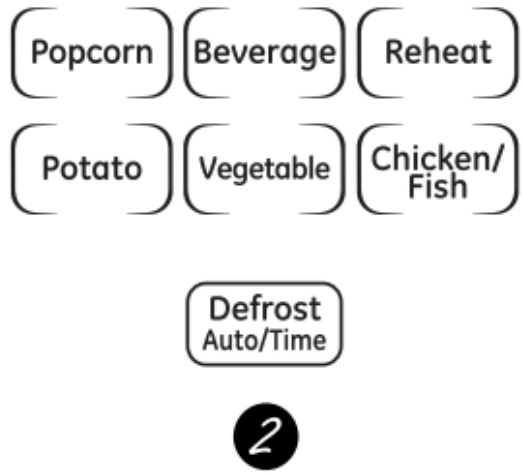 Popcorn Beverage Reheat
Potato Vegetable Chicken/
Fish
Defrost
Auto/Time
2